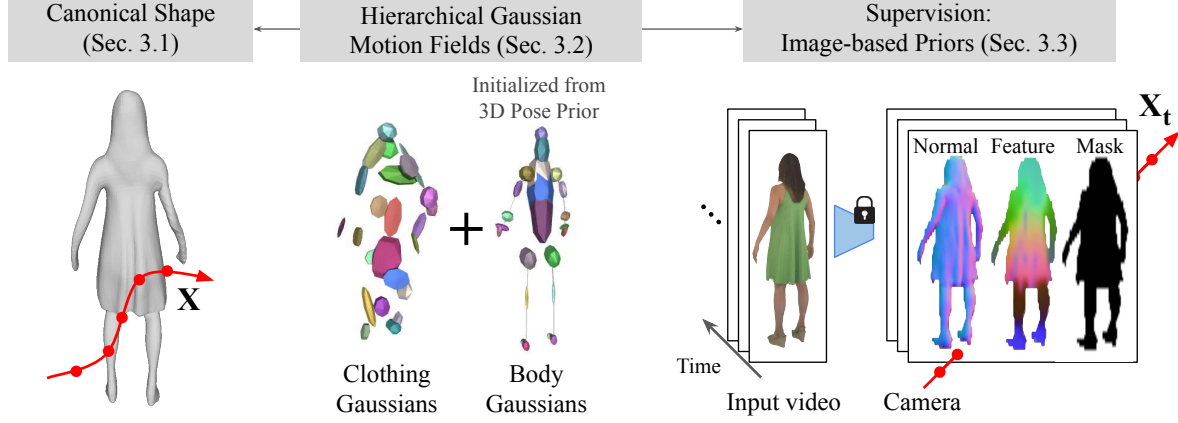 Canonical Shape
(Sec. 3.1)
Hierarchical Gaussian
Motion Fields (Sec. 3.2)
Supervision:
Image-based Priors (Sec. 3.3)
Initialized from
3D Pose Prior
X
+
Clothing
Gaussians
Body
Gaussians
...
Time
Input video
Normal
Feature
Mask
X_t
Camera